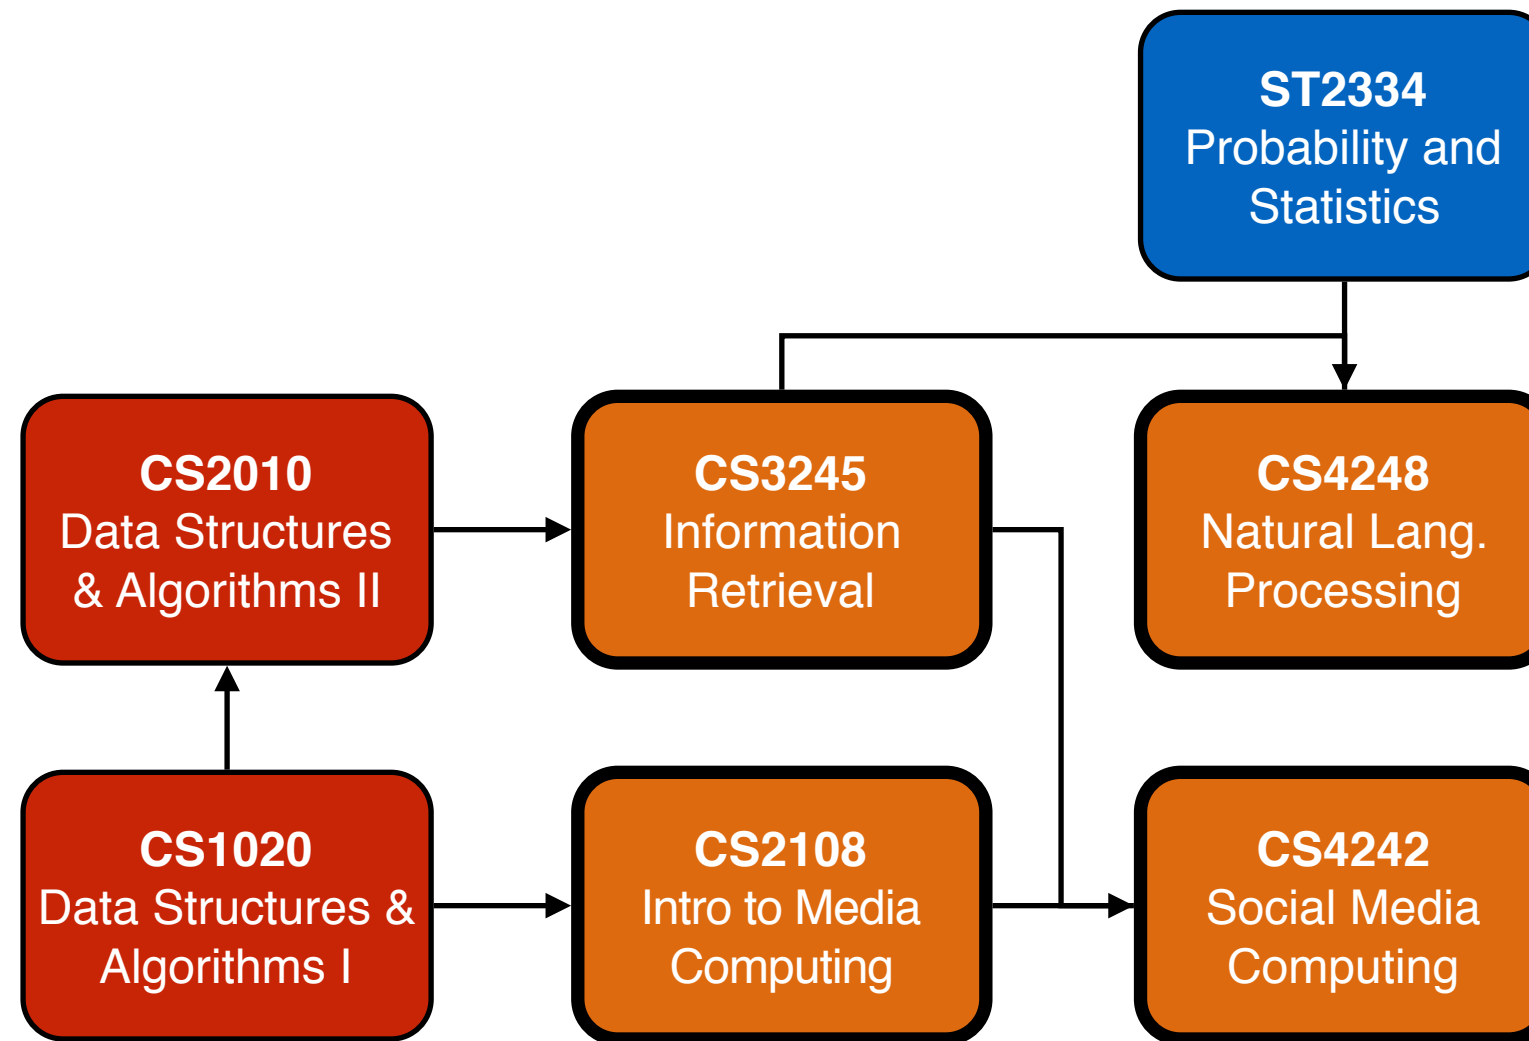 ST2334
Probability and
Statistics
CS2010
Data Structures
& Algorithms II
CS3245
Information
Retrieval
CS4248
Natural Lang.
Processing
CS1020
Data Structures &
Algorithms I
CS2108
Intro to Media
Computing
CS4242
Social Media
Computing